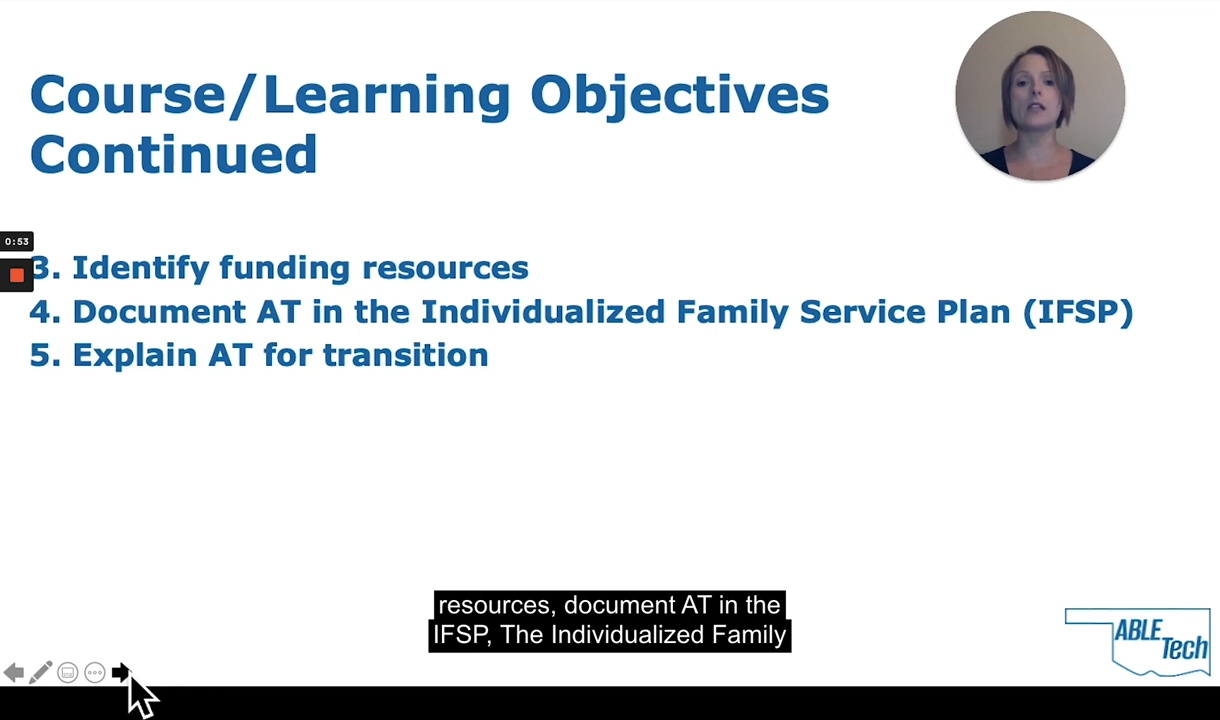 Course/Learning Objectives
Continued
0:53
3. Identify funding resources
4. Document AT in the Individualized Family Service Plan (IFSP)
5. Explain AT for transition
resources, document AT in the
IFSP, The Individualized Family
ABLE
Tech